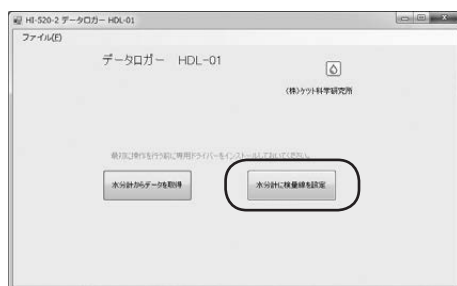 HI-520-2 データロガー HDL-01
ファイル(F)
データロガー HDL-01
(株)ケット科学研究所
最初に操作を行う前に専用ドライバーをインストールしておいてください。
水分計からデータを取得
水分計に検量線を設定